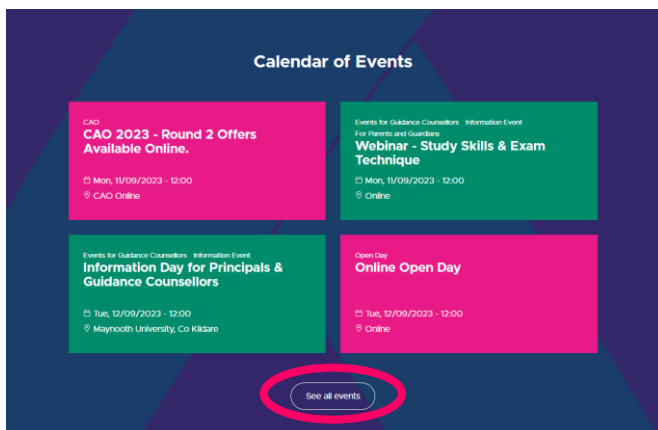 Calendar of Events
CAO
CAO 2023 - Round 2 Offers
Available Online.
Mon, 11/09/2023 - 12:00
CAO Online
Events for Guidance Counsellors Information Event
For Parents and Guardians
Webinar - Study Skills & Exam
Technique
Mon, 11/09/2023 - 12:00
Online
Events for Guidance Counsellors Information Event
Information Day for Principals &
Guidance Counsellors
Tue, 12/09/2023 - 12:00
Maynooth University, Co Kildare
Open Day
Online Open Day
Tue, 12/09/2023 - 12:00
Online
See all events